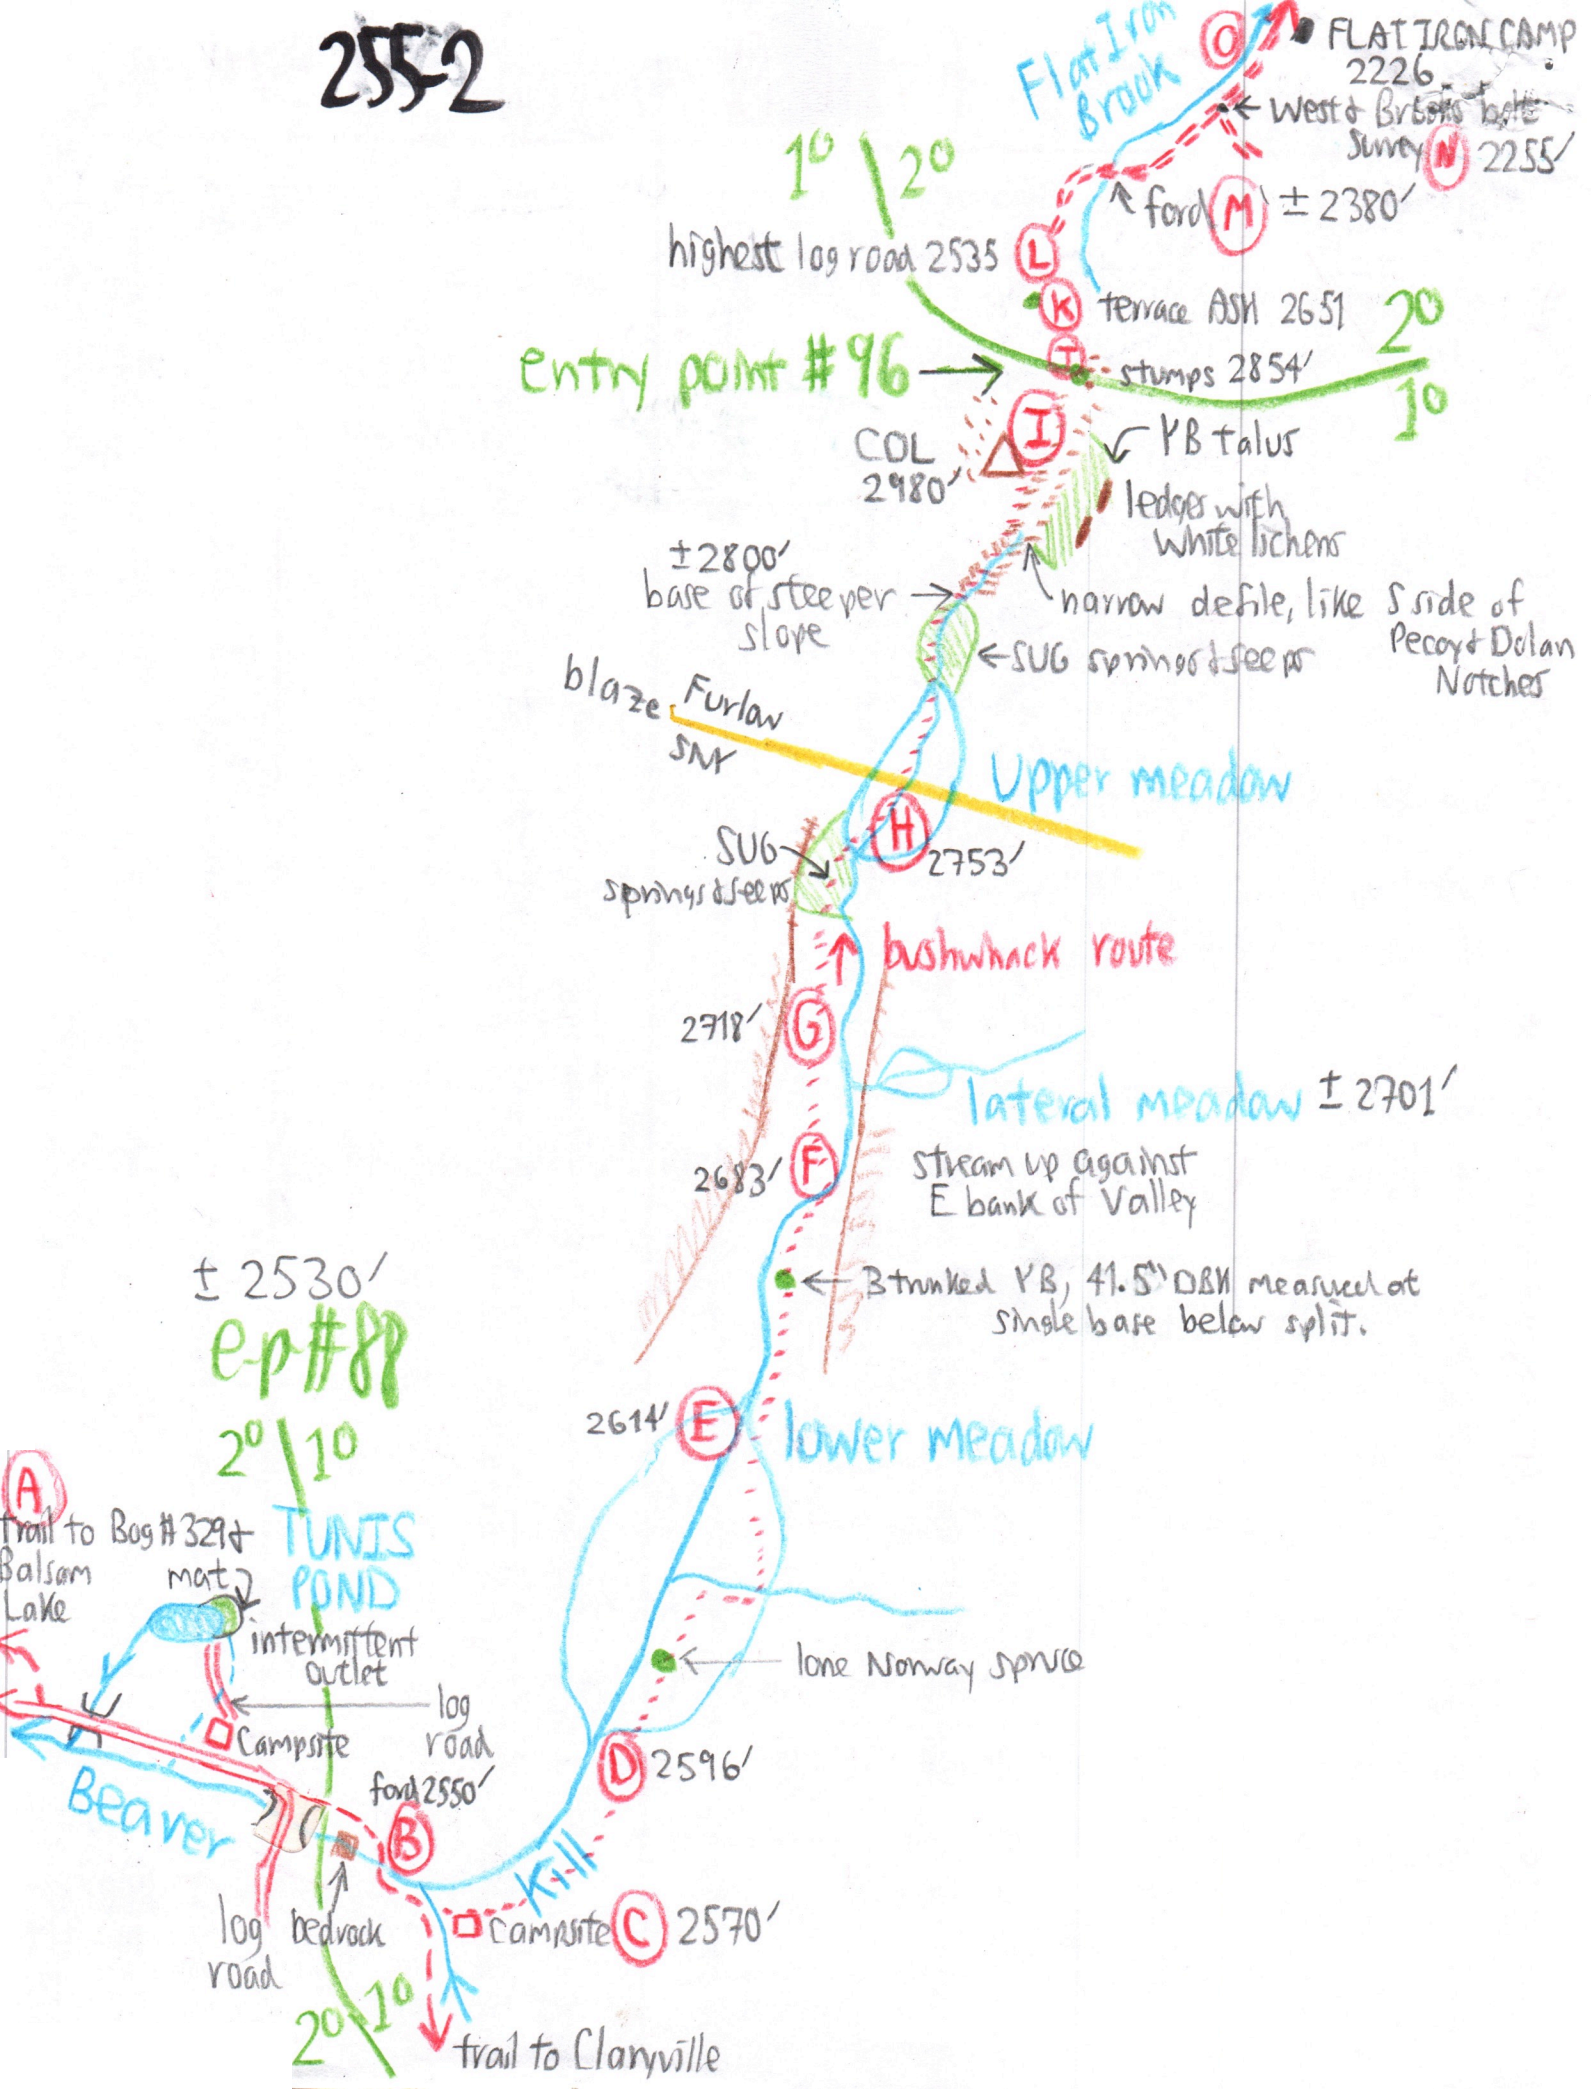 255-2
Flat Iron
Brook
O
FLAT IRON CAMP
2226
West & Brooks
survey N 2255'
1° 2°
ford M ± 2380'
highest log road 2535
L
K
terrace ASH 2651
2°
J
entry point # 96
stumps 2854'
1°
I
COL
2980'
YB talus
ledges with
white lichens
±2800'
base of steeper
slope
narrow defile, like S side of
Pecoy & Dolan
Notches
SUG springs & seeps
blaze
Furlow
SNY
Upper meadow
H
2753'
SUG
springs & seeps
bushwhack route
G
2718'
lateral meadow ± 2701'
F
2683'
stream up against
E bank of Valley
3 trunked YB, 41.5" DBH measured at
single base below split.
± 2530'
e-p #88
2° 1°
E
2614'
lower meadow
A
trail to
Balsam
Lake
Bog #329 &
mat
TUNIS
POND
intermittent
outlet
lone Norway spruce
log
road
Campsite
D
2596'
ford 2550'
B
Beaver
Kill
log
road
bedrock
campsite C 2570'
2° 1°
trail to Claryville